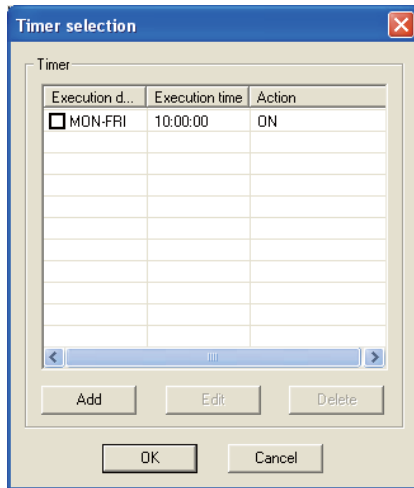 Timer selection
Timer
Execution d... Execution time Action
MON-FRI 10:00:00 ON
Add Edit Delete
OK Cancel